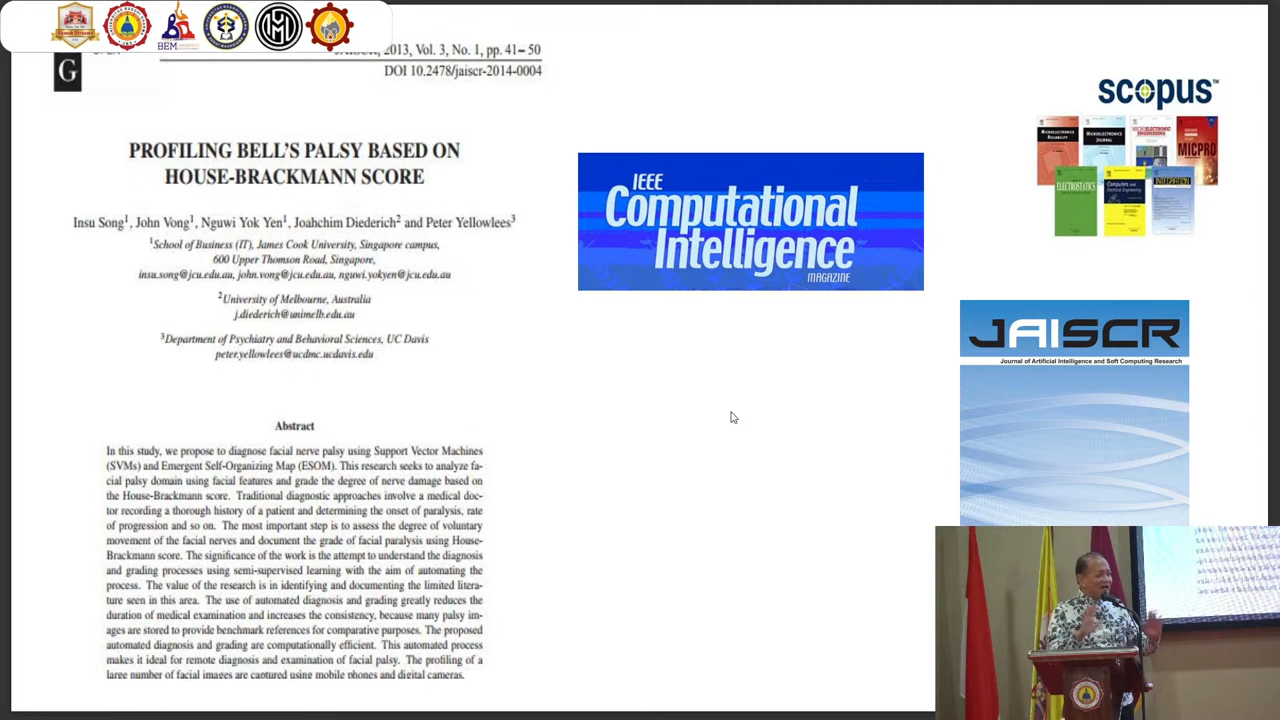 BEM
G
JAISCR, 2013, Vol. 3, No. 1, pp. 41– 50
DOI 10.2478/jaiscr-2014-0004
PROFILING BELL'S PALSY BASED ON
HOUSE-BRACKMANN SCORE
Insu Song1, John Vong1, Nguwi Yok Yen1, Joahchim Diederich2 and Peter Yellowlees3
1School of Business (IT), James Cook University, Singapore campus,
600 Upper Thomson Road, Singapore,
insu.song@jcu.edu.au, john.vong@jcu.edu.au, nguwi.yokyen@jcu.edu.au
2University of Melbourne, Australia
j.diederich@unimelb.edu.au
3Department of Psychiatry and Behavioral Sciences, UC Davis
peter.yellowlees@ucdmc.ucdavis.edu
Abstract
In this study, we propose to diagnose facial nerve palsy using Support Vector Machines
(SVMs) and Emergent Self-Organizing Map (ESOM). This research seeks to analyze fa-
cial palsy domain using facial features and grade the degree of nerve damage based on
the House-Brackmann score. Traditional diagnostic approaches involve a medical doc-
tor recording a thorough history of a patient and determining the onset of paralysis, rate
of progression and so on. The most important step is to assess the degree of voluntary
movement of the facial nerves and document the grade of facial paralysis using House-
Brackmann score. The significance of the work is the attempt to understand the diagnosis
and grading processes using semi-supervised learning with the aim of automating the
process. The value of the research is in identifying and documenting the limited litera-
ture seen in this area. The use of automated diagnosis and grading greatly reduces the
duration of medical examination and increases the consistency, because many palsy im-
ages are stored to provide benchmark references for comparative purposes. The proposed
automated diagnosis and grading are computationally efficient. This automated process
makes it ideal for remote diagnosis and examination of facial palsy. The profiling of a
large number of facial images are captured using mobile phones and digital cameras.
IEEE
Computational
Intelligence
MAGAZINE
scopus™
MICROELECTRONICS
RELIABILITY
MICROELECTRONICS
JOURNAL
MICROELECTRONIC
ENGINEERING
MICPRO
ELECTROSTATICS
Computers and
Electrical Engineering
INTEGRATION
JAISCR
Journal of Artificial Intelligence and Soft Computing Research